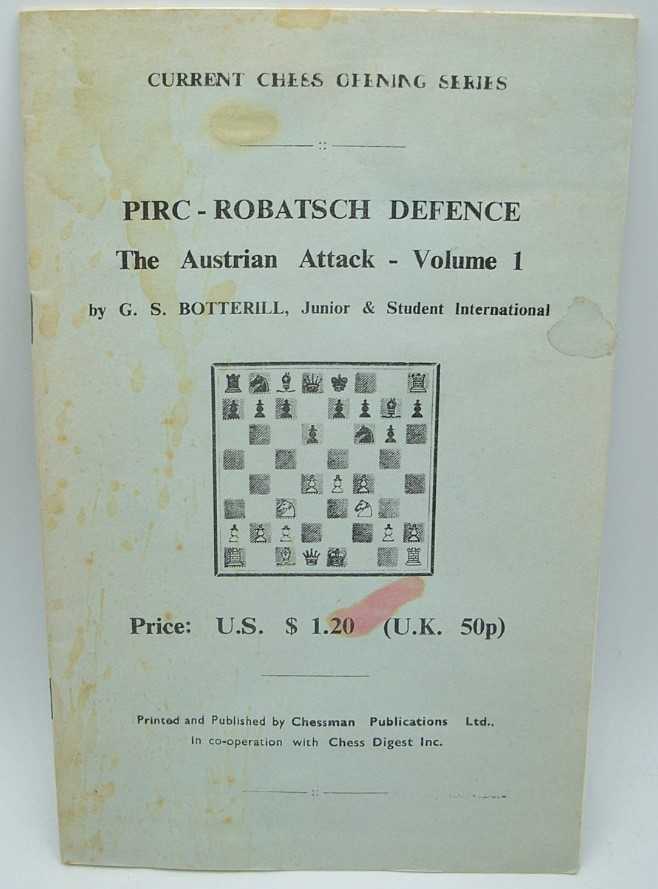 CURRENT CHESS OPENING SERIES
PIRC - ROBATSCH DEFENCE
The Austrian Attack - Volume 1
by G. S. BOTTERILL, Junior & Student International
Price: U.S. $ 1.20 (U.K. 50p)
Printed and Published by Chessman Publications Ltd.,
In co-operation with Chess Digest Inc.